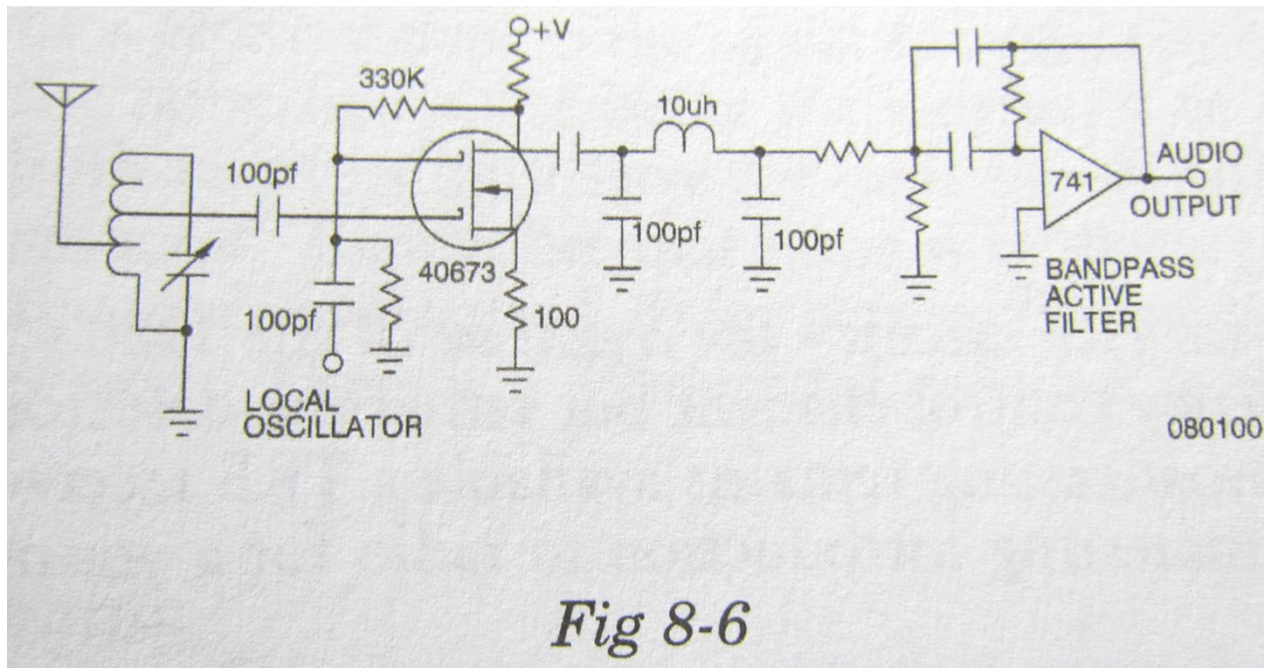 +V
330K
10uh
100pf
AUDIO
741
OUTPUT
100pf
100pf
40673
BANDPASS
ACTIVE
FILTER
100pf
100
LOCAL
OSCILLATOR
080100
Fig 8-6